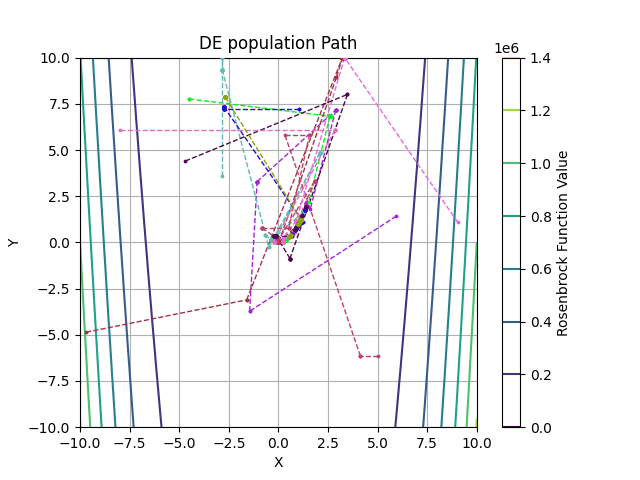 DE population Path
1e6
10.0
7.5
5.0
2.5
0.0
−2.5
−5.0
−7.5
−10.0
Y
−10.0 −7.5 −5.0 −2.5 0.0 2.5 5.0 7.5 10.0
X
1.4
1.2
1.0
0.8
0.6
0.4
0.2
0.0
Rosenbrock Function Value